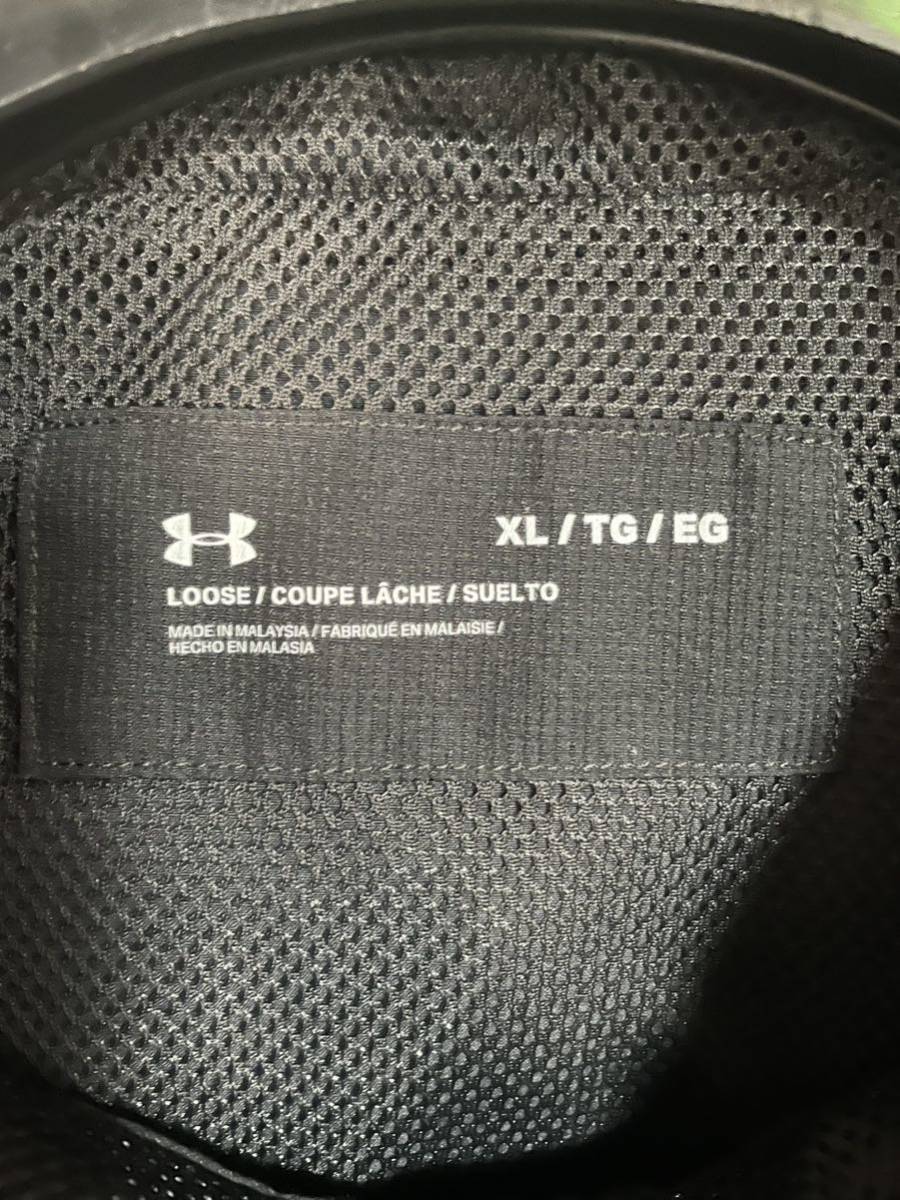 XL / TG / EG
LOOSE / COUPE LÂCHE / SUELTO
MADE IN MALAYSIA / FABRIQUÉ EN MALAISIE /
HECHO EN MALASIA